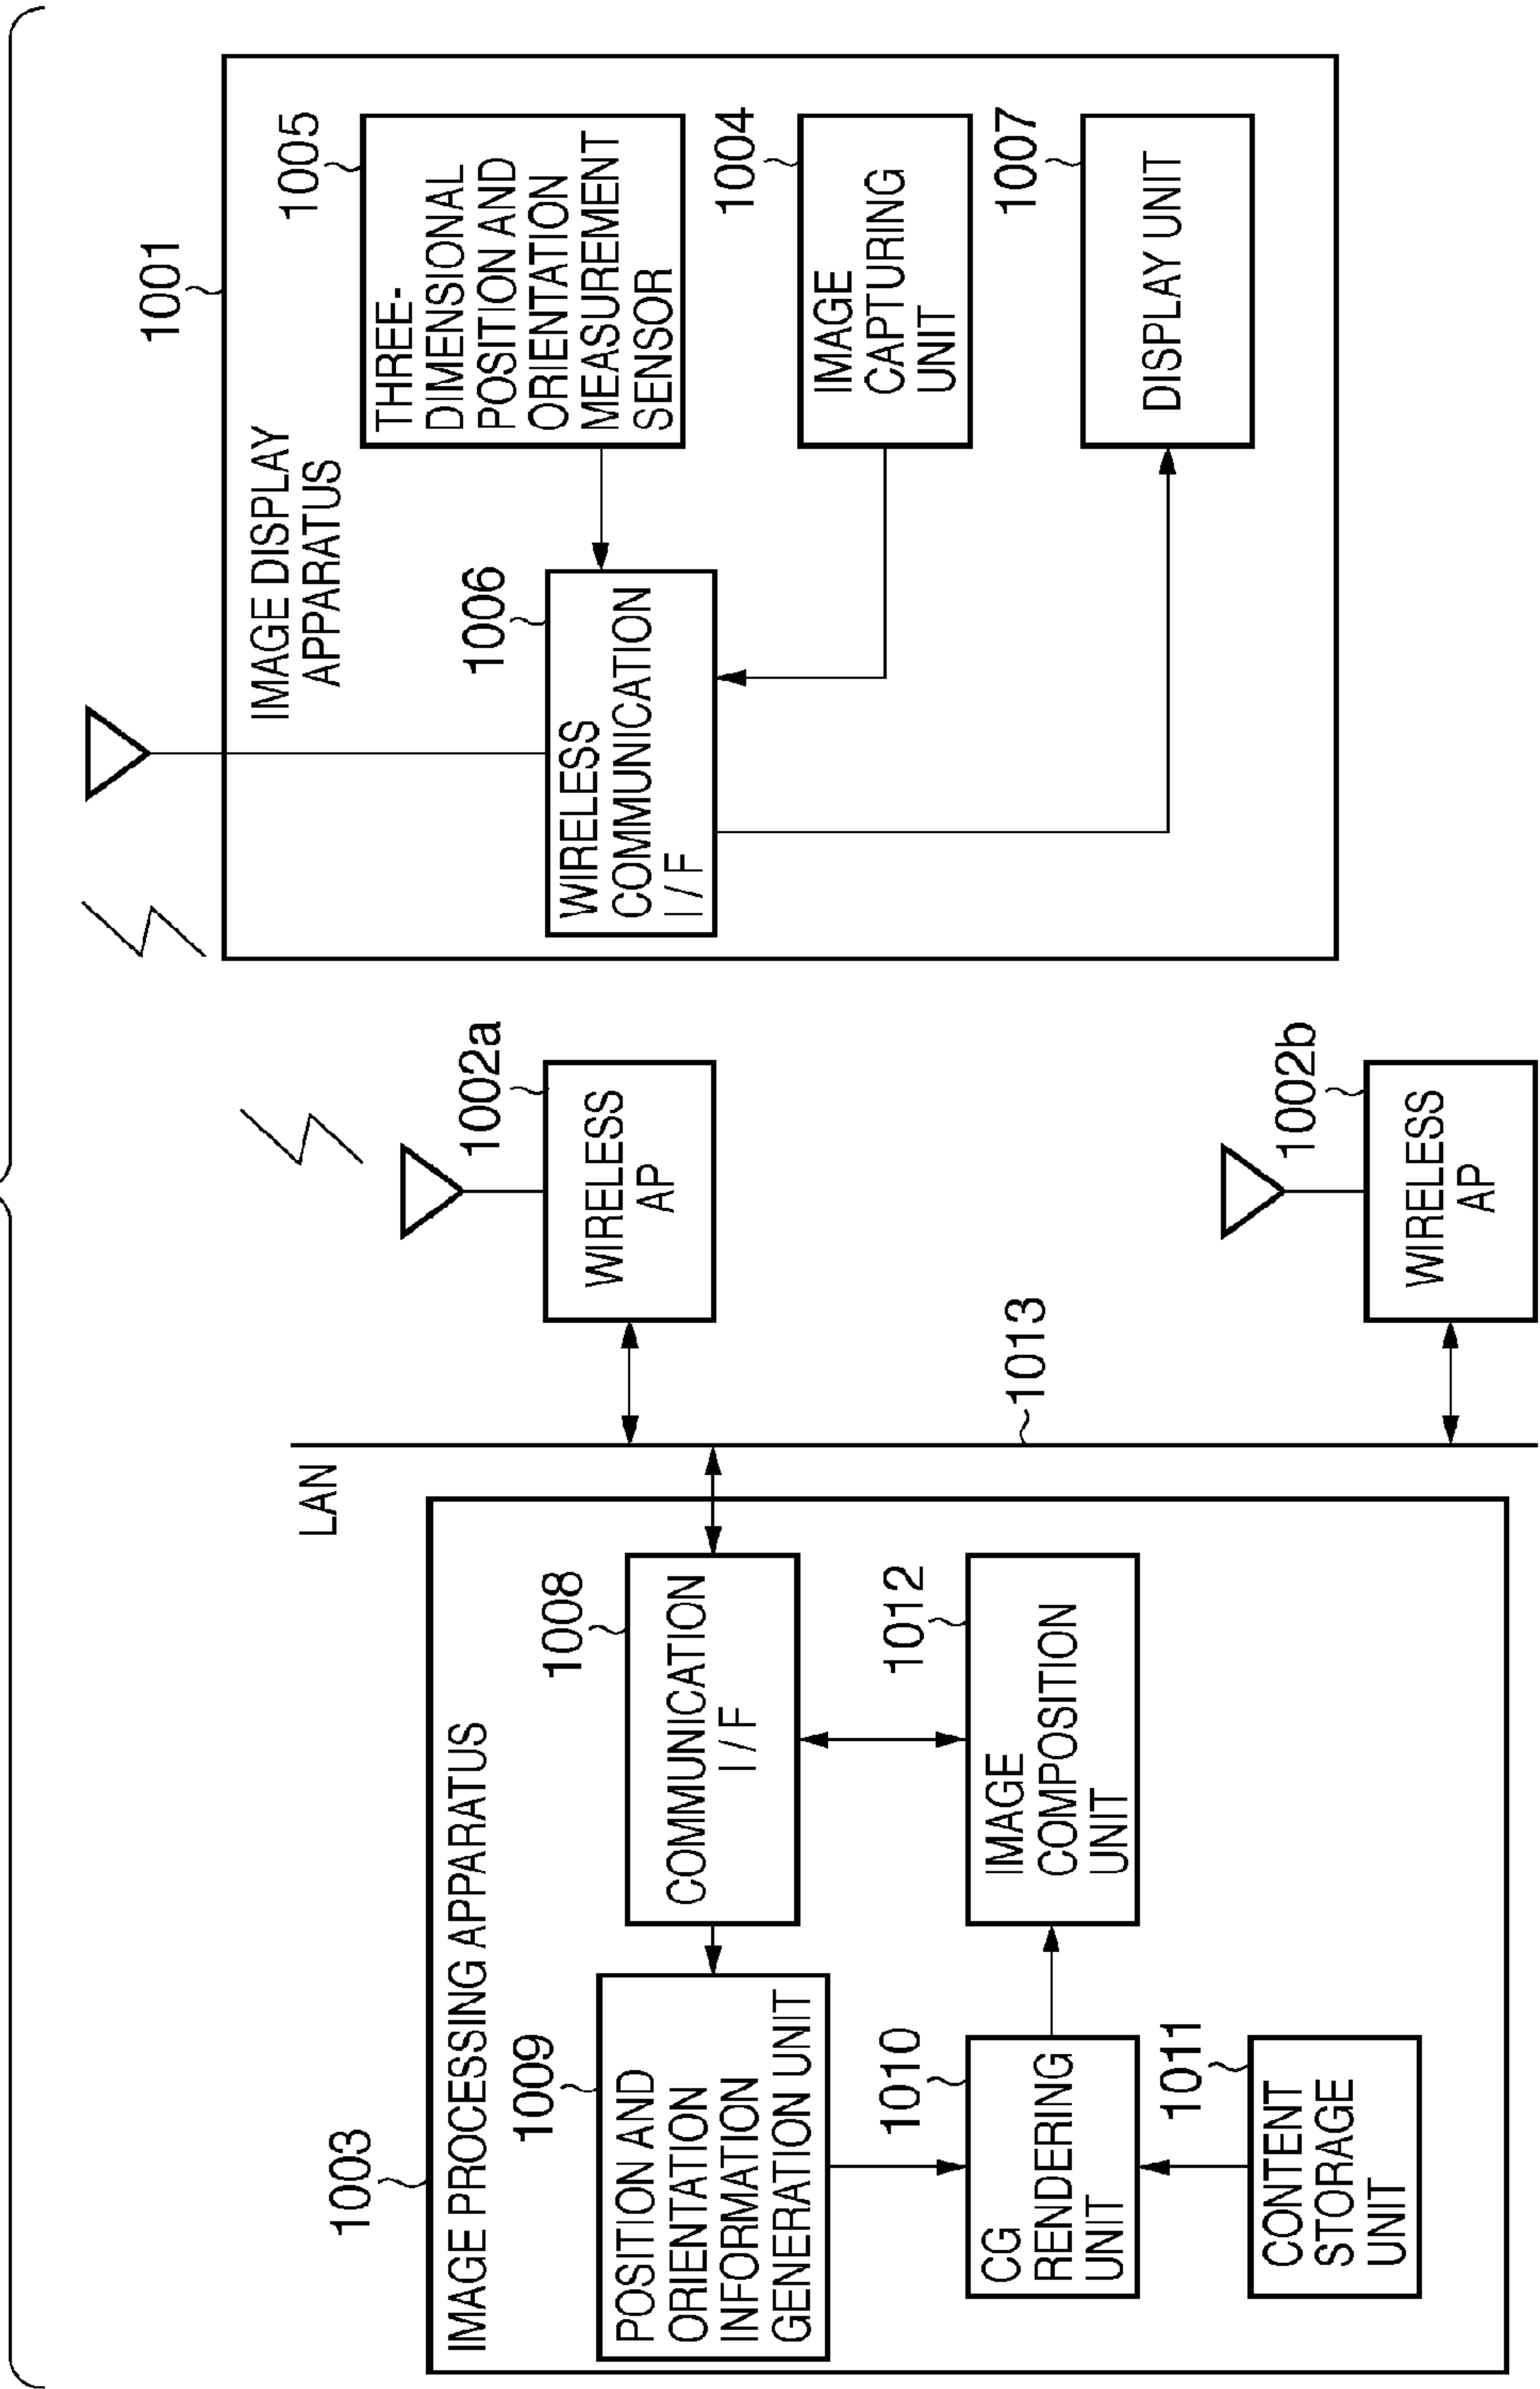 1003
IMAGE PROCESSING APPARATUS
1009
POSITION AND
ORIENTATION
INFORMATION
GENERATION UNIT
1008
COMMUNICATION
I/F
1010
CG
RENDERING
UNIT
1012
IMAGE
COMPOSITION
UNIT
1011
CONTENT
STORAGE
UNIT
LAN
1013
1002a
WIRELESS
AP
1002b
WIRELESS
AP
1001
IMAGE DISPLAY
APPARATUS
1006
WIRELESS
COMMUNICATION
I/F
1005
THREE-
DIMENSIONAL
POSITION AND
ORIENTATION
MEASUREMENT
SENSOR
1004
IMAGE
CAPTURING
UNIT
1007
DISPLAY UNIT